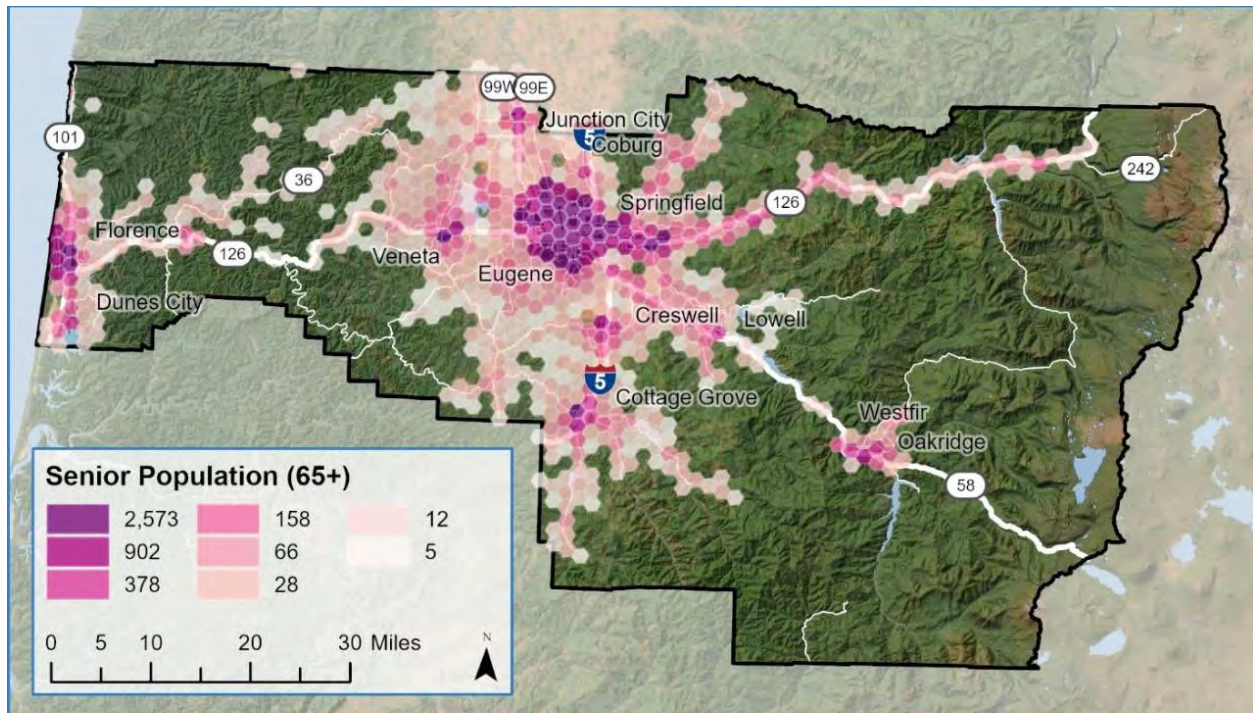 99W
99E
101
Junction City
5
Coburg
36
242
Springfield
126
Florence
126
Veneta
Eugene
Dunes City
Creswell
Lowell
5
Cottage Grove
Westfir
Oakridge
58
Senior Population (65+)
2,573 158 12
902 66 5
378 28
0 5 10 20 30 Miles
N